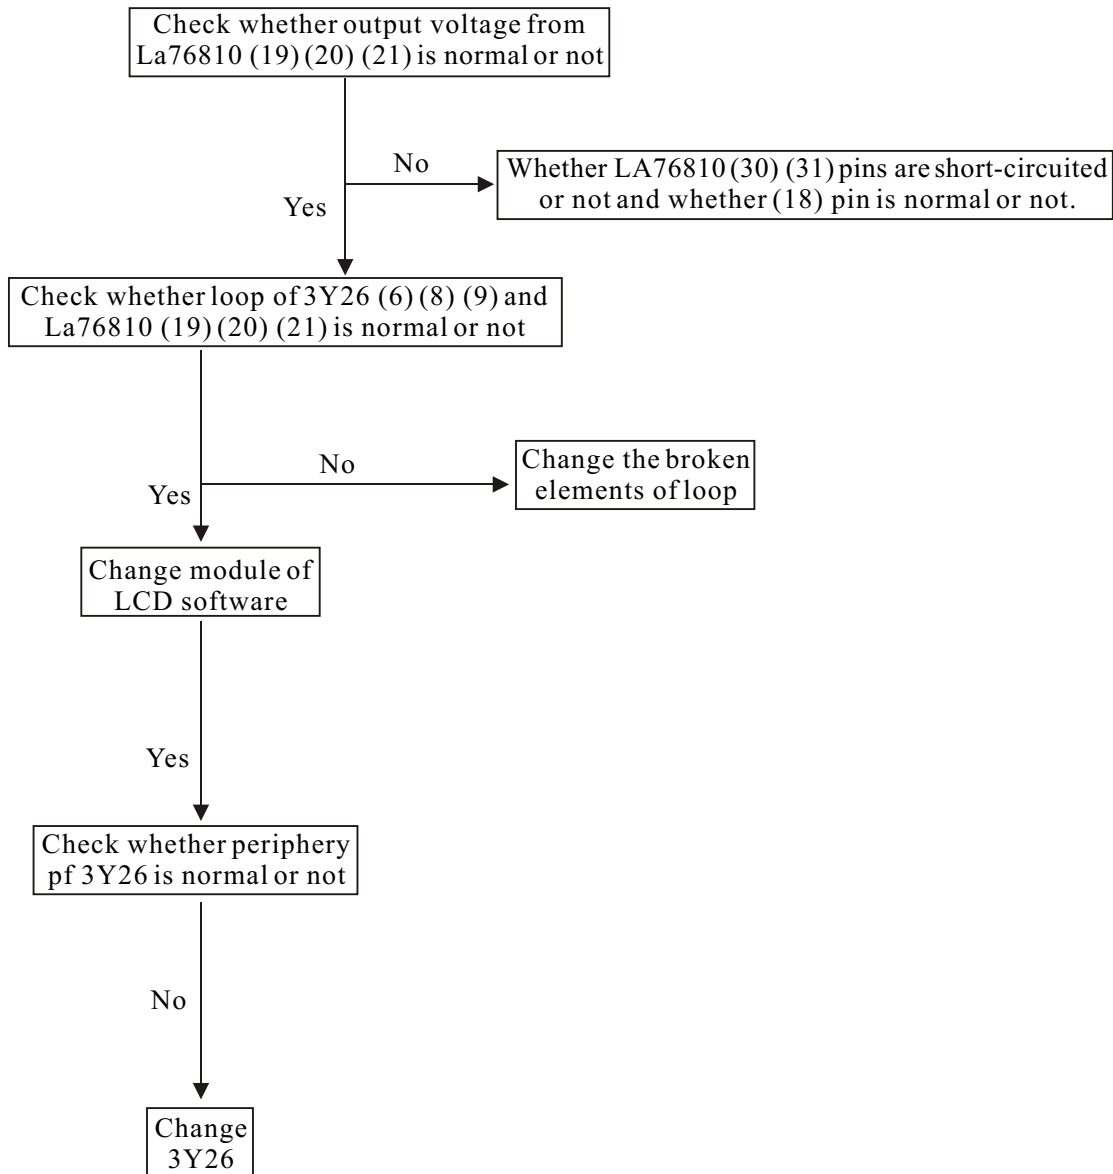 Check whether output voltage from
La76810 (19) (20) (21) is normal or not
No
Whether LA76810 (30) (31) pins are short-circuited
or not and whether (18) pin is normal or not.
Yes
Check whether loop of 3Y26 (6) (8) (9) and
La76810 (19) (20) (21) is normal or not
No
Change the broken
elements of loop
Yes
Change module of
LCD software
Yes
Check whether periphery
pf 3Y26 is normal or not
No
Change
3Y26